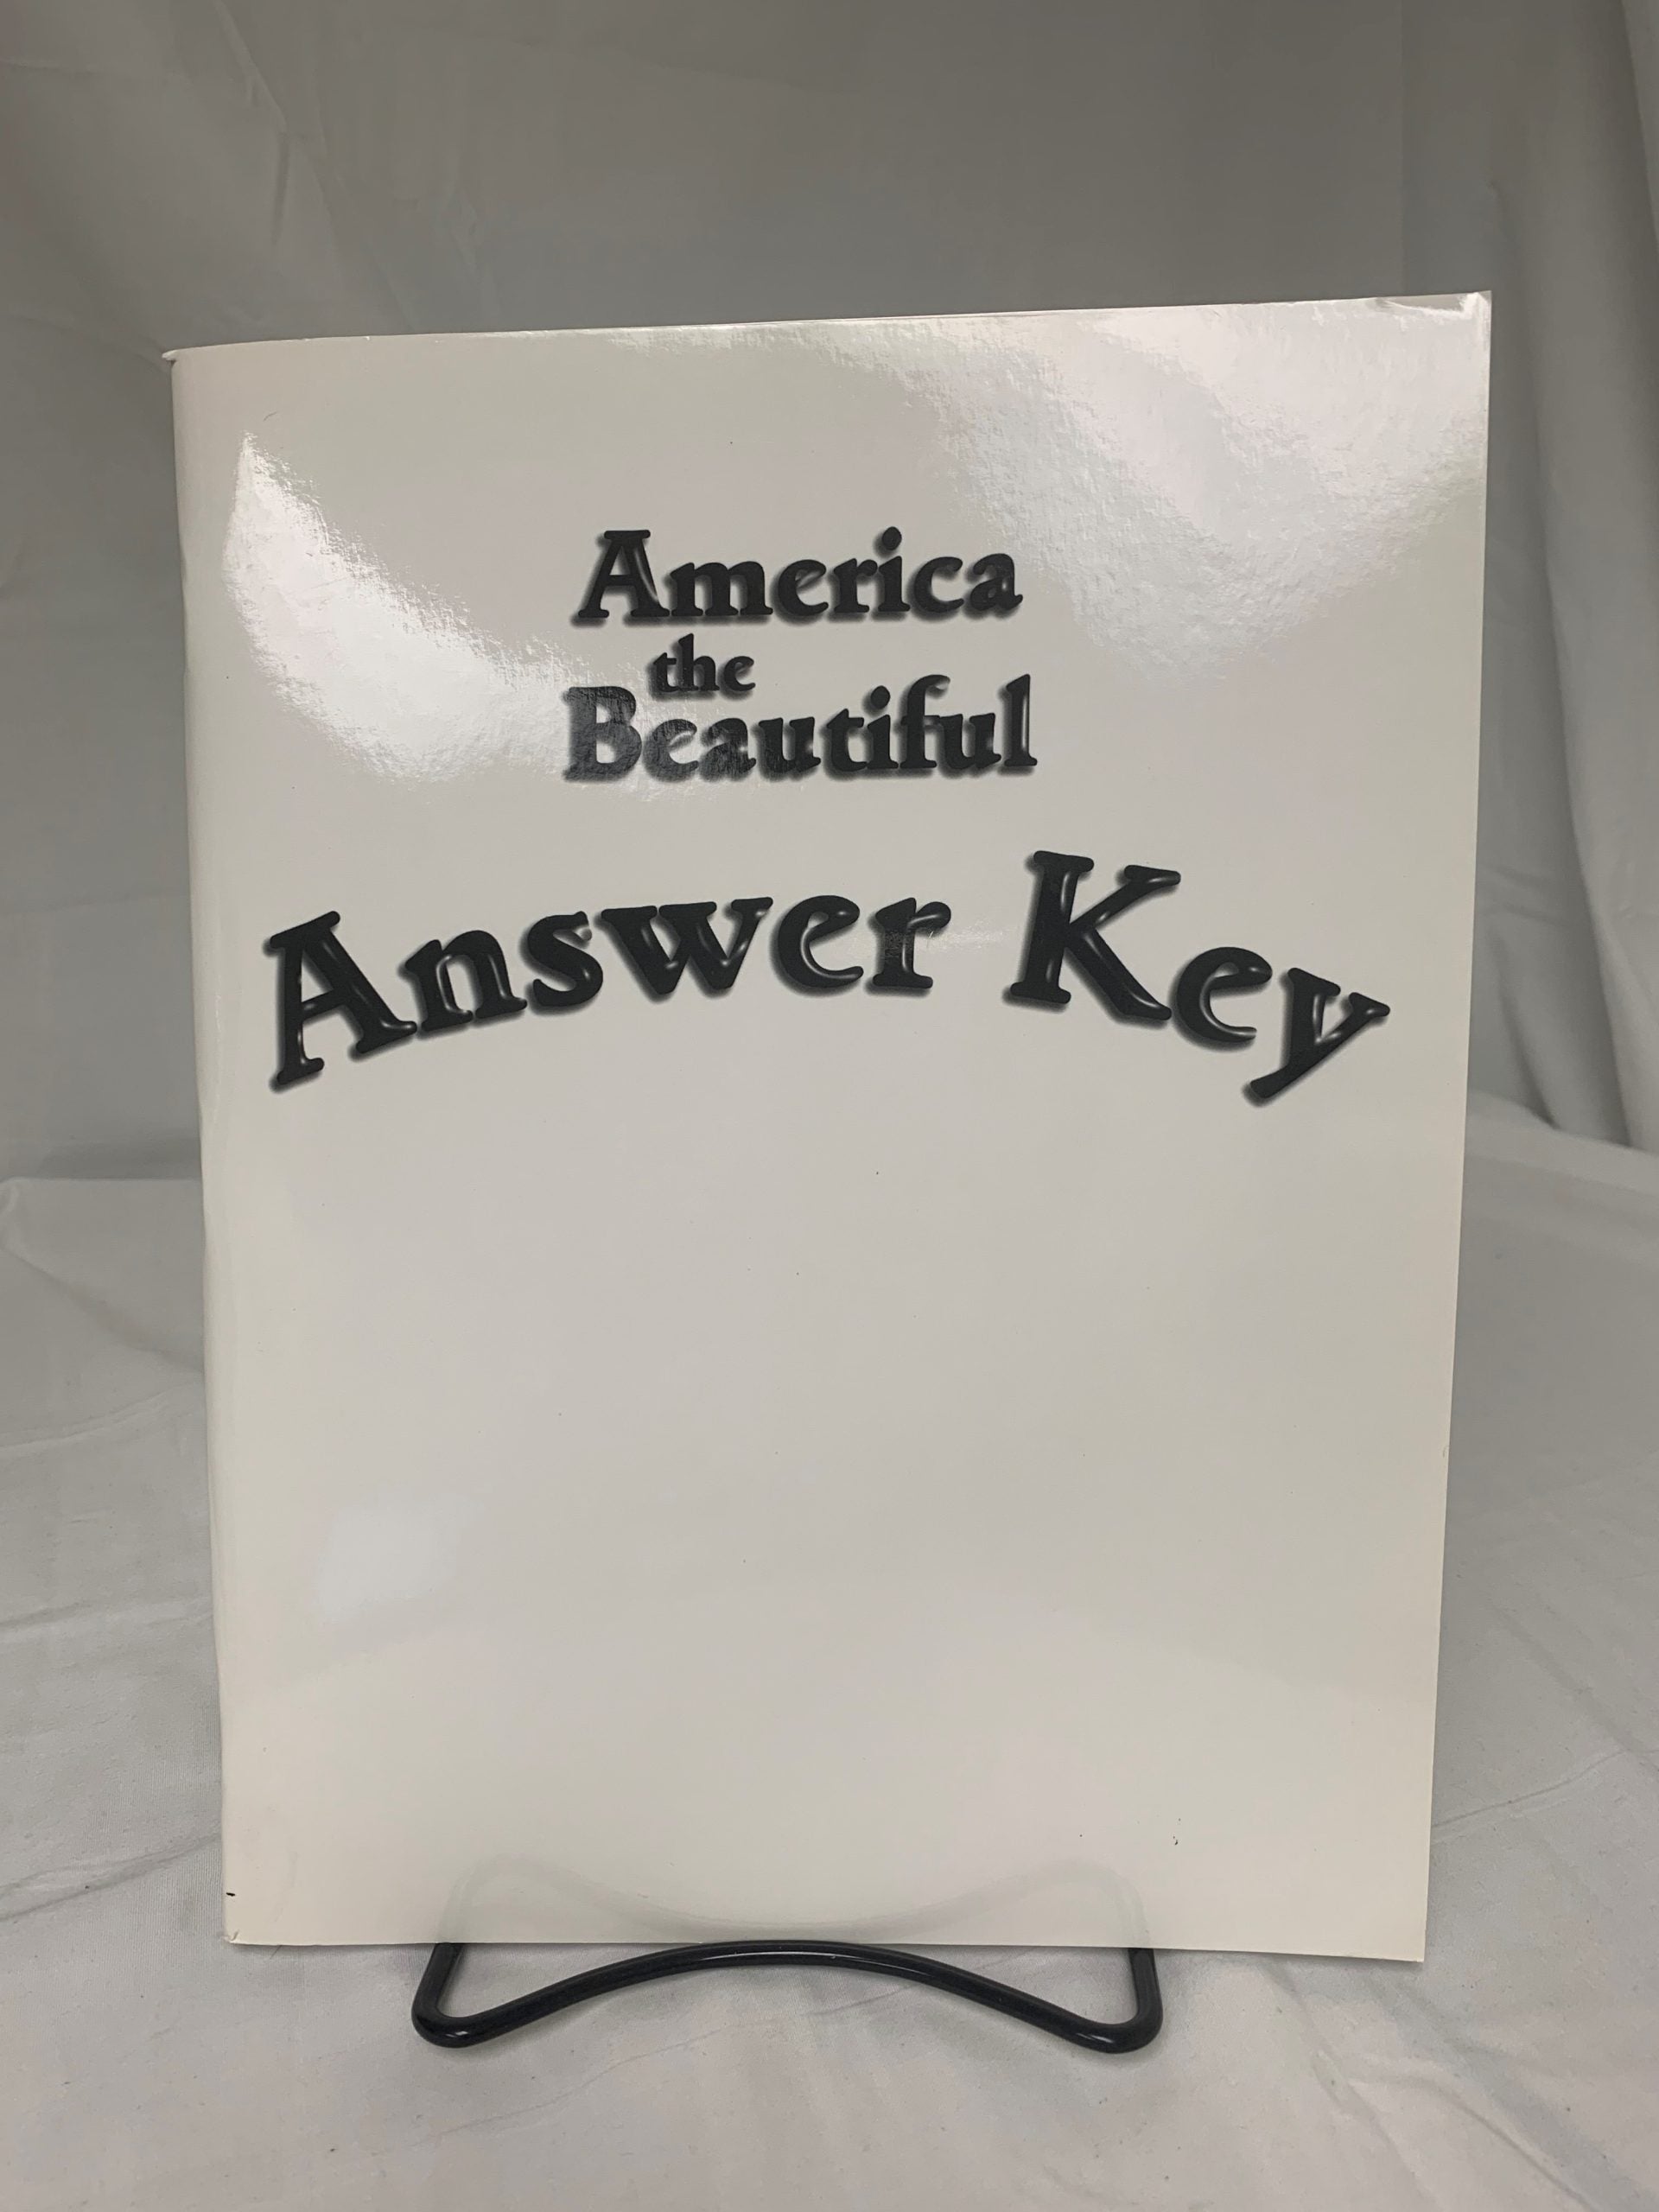 America
the
Beautiful
Answer Key